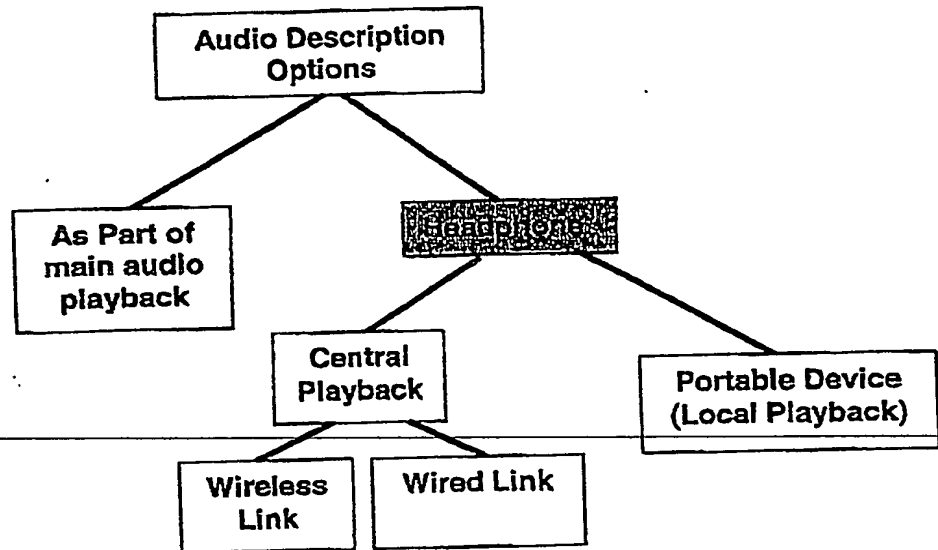 Audio Description
Options
As Part of
main audio
playback
Headphone
Central
Playback
Portable Device
(Local Playback)
Wireless
Link
Wired Link